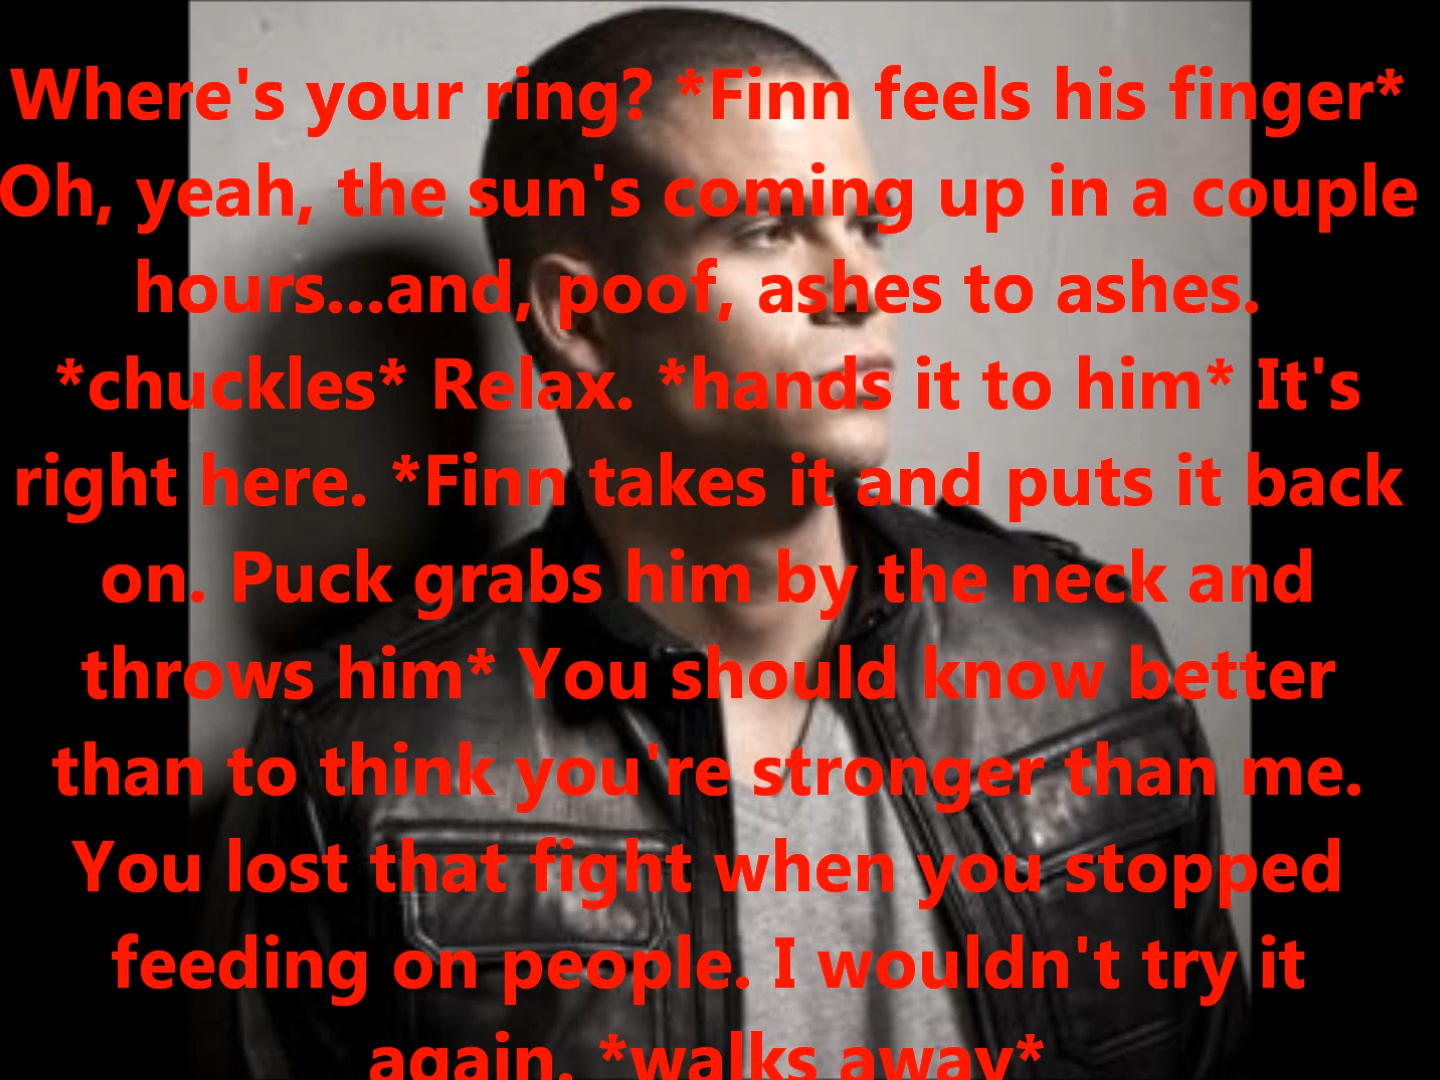 Where's your ring? *Finn feels his finger*
Oh, yeah, the sun's coming up in a couple
hours...and, poof, ashes to ashes.
*chuckles* Relax. *hands it to him* It's
right here. *Finn takes it and puts it back
on. Puck grabs him by the neck and
throws him* You should know better
than to think you're stronger than me.
You lost that fight when you stopped
feeding on people. I wouldn't try it
again. *walks away*